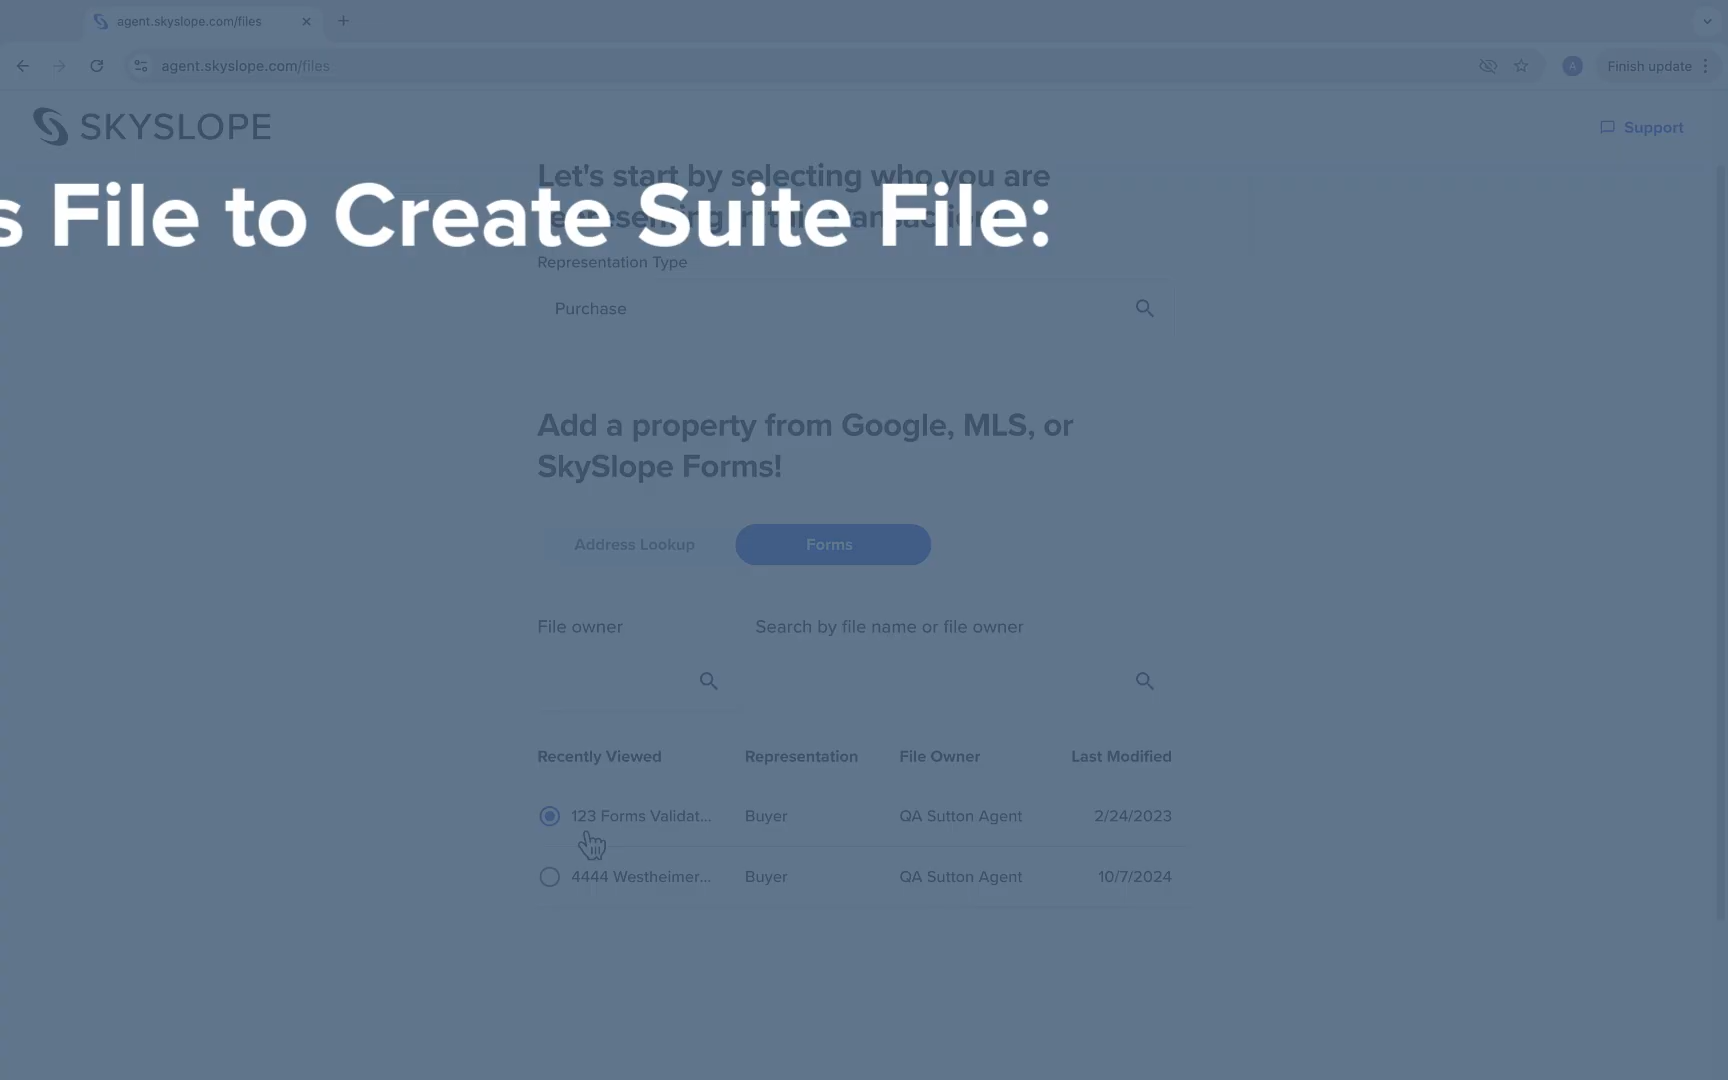 agent.skyslope.com/files
agent.skyslope.com/files
A
Finish update
SKYSLOPE
Support
Let's start by selecting who you are
s File to Create Suite File:
Representation Type
Purchase
Add a property from Google, MLS, or
SkySlope Forms!
Address Lookup
Forms
File owner
Search by file name or file owner
Recently Viewed
Representation
File Owner
Last Modified
123 Forms Validat...
Buyer
QA Sutton Agent
2/24/2023
4444 Westheimer...
Buyer
QA Sutton Agent
10/7/2024